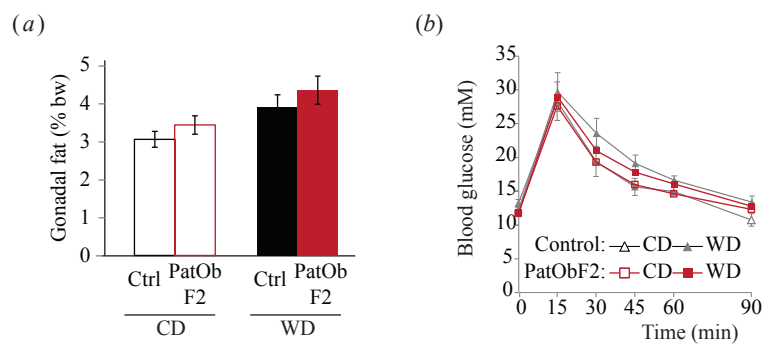 (a)
Gonadal fat (% bw)
5
4
3
2
1
0
Ctrl PatOb Ctrl PatOb
F2 F2
CD WD
(b)
Blood glucose (mM)
35
30
25
20
15
10
5
0
Control: CD WD
PatObF2: CD WD
0 15 30 45 60 90
Time (min)